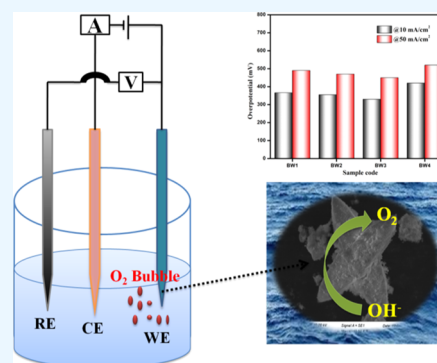 A
V
O₂ Bubble
RE
CE
WE
@10 mA/cm²
@50 mA/cm²
Overpotential (mV)
800
700
600
500
400
300
200
100
0
BW1 BW2 BW3 BW4
Sample code
O₂
OH⁻